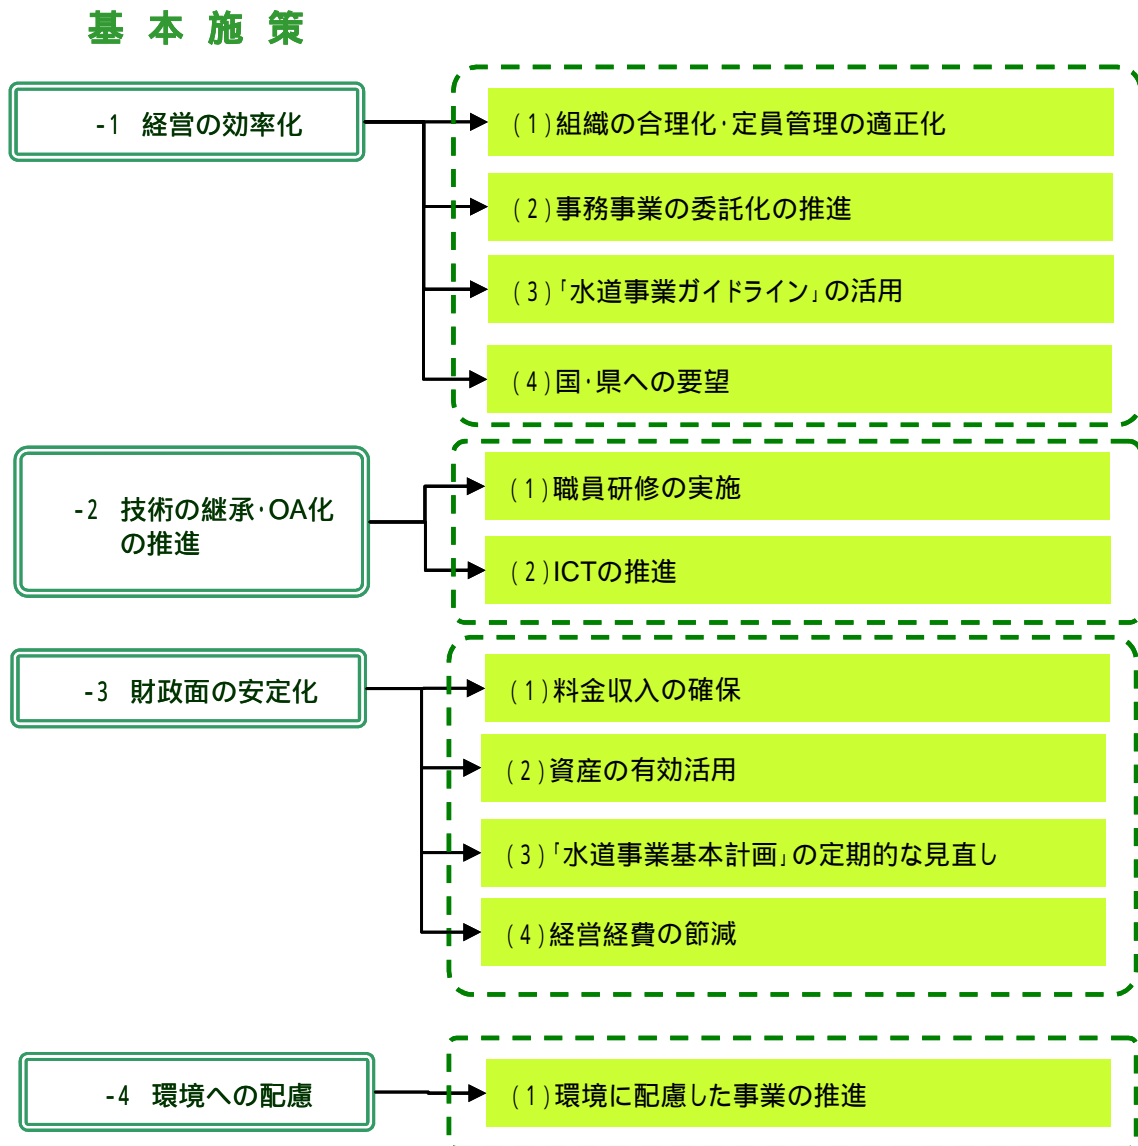 基本施策
-1 経営の効率化
(1)組織の合理化・定員管理の適正化
(2)事務事業の委託化の推進
(3)「水道事業ガイドライン」の活用
(4)国・県への要望
-2 技術の継承・OA化
の推進
(1)職員研修の実施
(2)ICTの推進
-3 財政面の安定化
(1)料金収入の確保
(2)資産の有効活用
(3)「水道事業基本計画」の定期的な見直し
(4)経営経費の節減
-4 環境への配慮
(1)環境に配慮した事業の推進